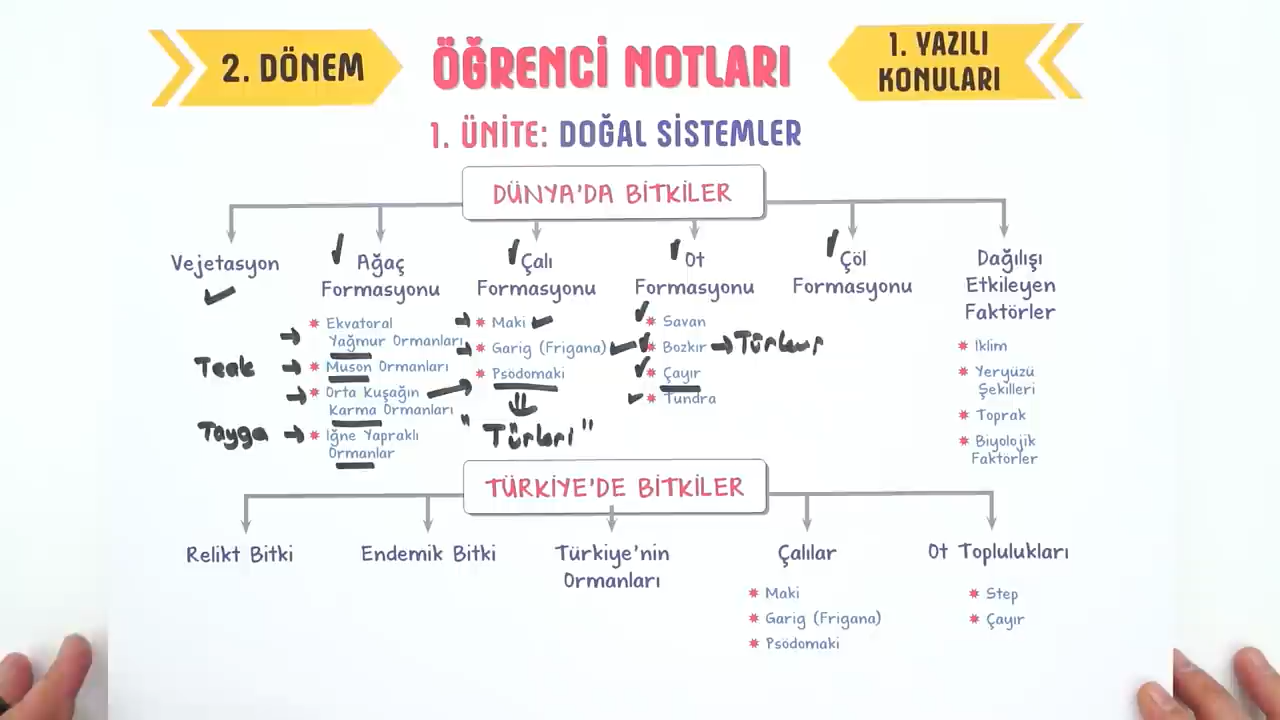 2. DÖNEM
ÖĞRENCİ NOTLARI
1. YAZILI
KONULARI
1. ÜNİTE: DOĞAL SİSTEMLER
DÜNYA'DA BİTKİLER
Vejetasyon
Ağaç
Formasyonu
Ekvatoral
Yağmur Ormanları
Muson Ormanları
Orta Kuşağın
Karma Ormanları
İğne Yapraklı
Ormanlar
Teak
Tayga
Çalı
Formasyonu
Maki
Garig (Frigana)
Psödomaki
"Türleri"
Ot
Formasyonu
Savan
Bozkır
Çayır
Tundra
Çöl
Formasyonu
Dağılışı
Etkileyen
Faktörler
İklim
Yeryüzü
Şekilleri
Toprak
Biyolojik
Faktörler
TÜRKİYE'DE BİTKİLER
Relikt Bitki
Endemik Bitki
Türkiye'nin
Ormanları
Çalılar
Maki
Garig (Frigana)
Psödomaki
Ot Toplulukları
Step
Çayır